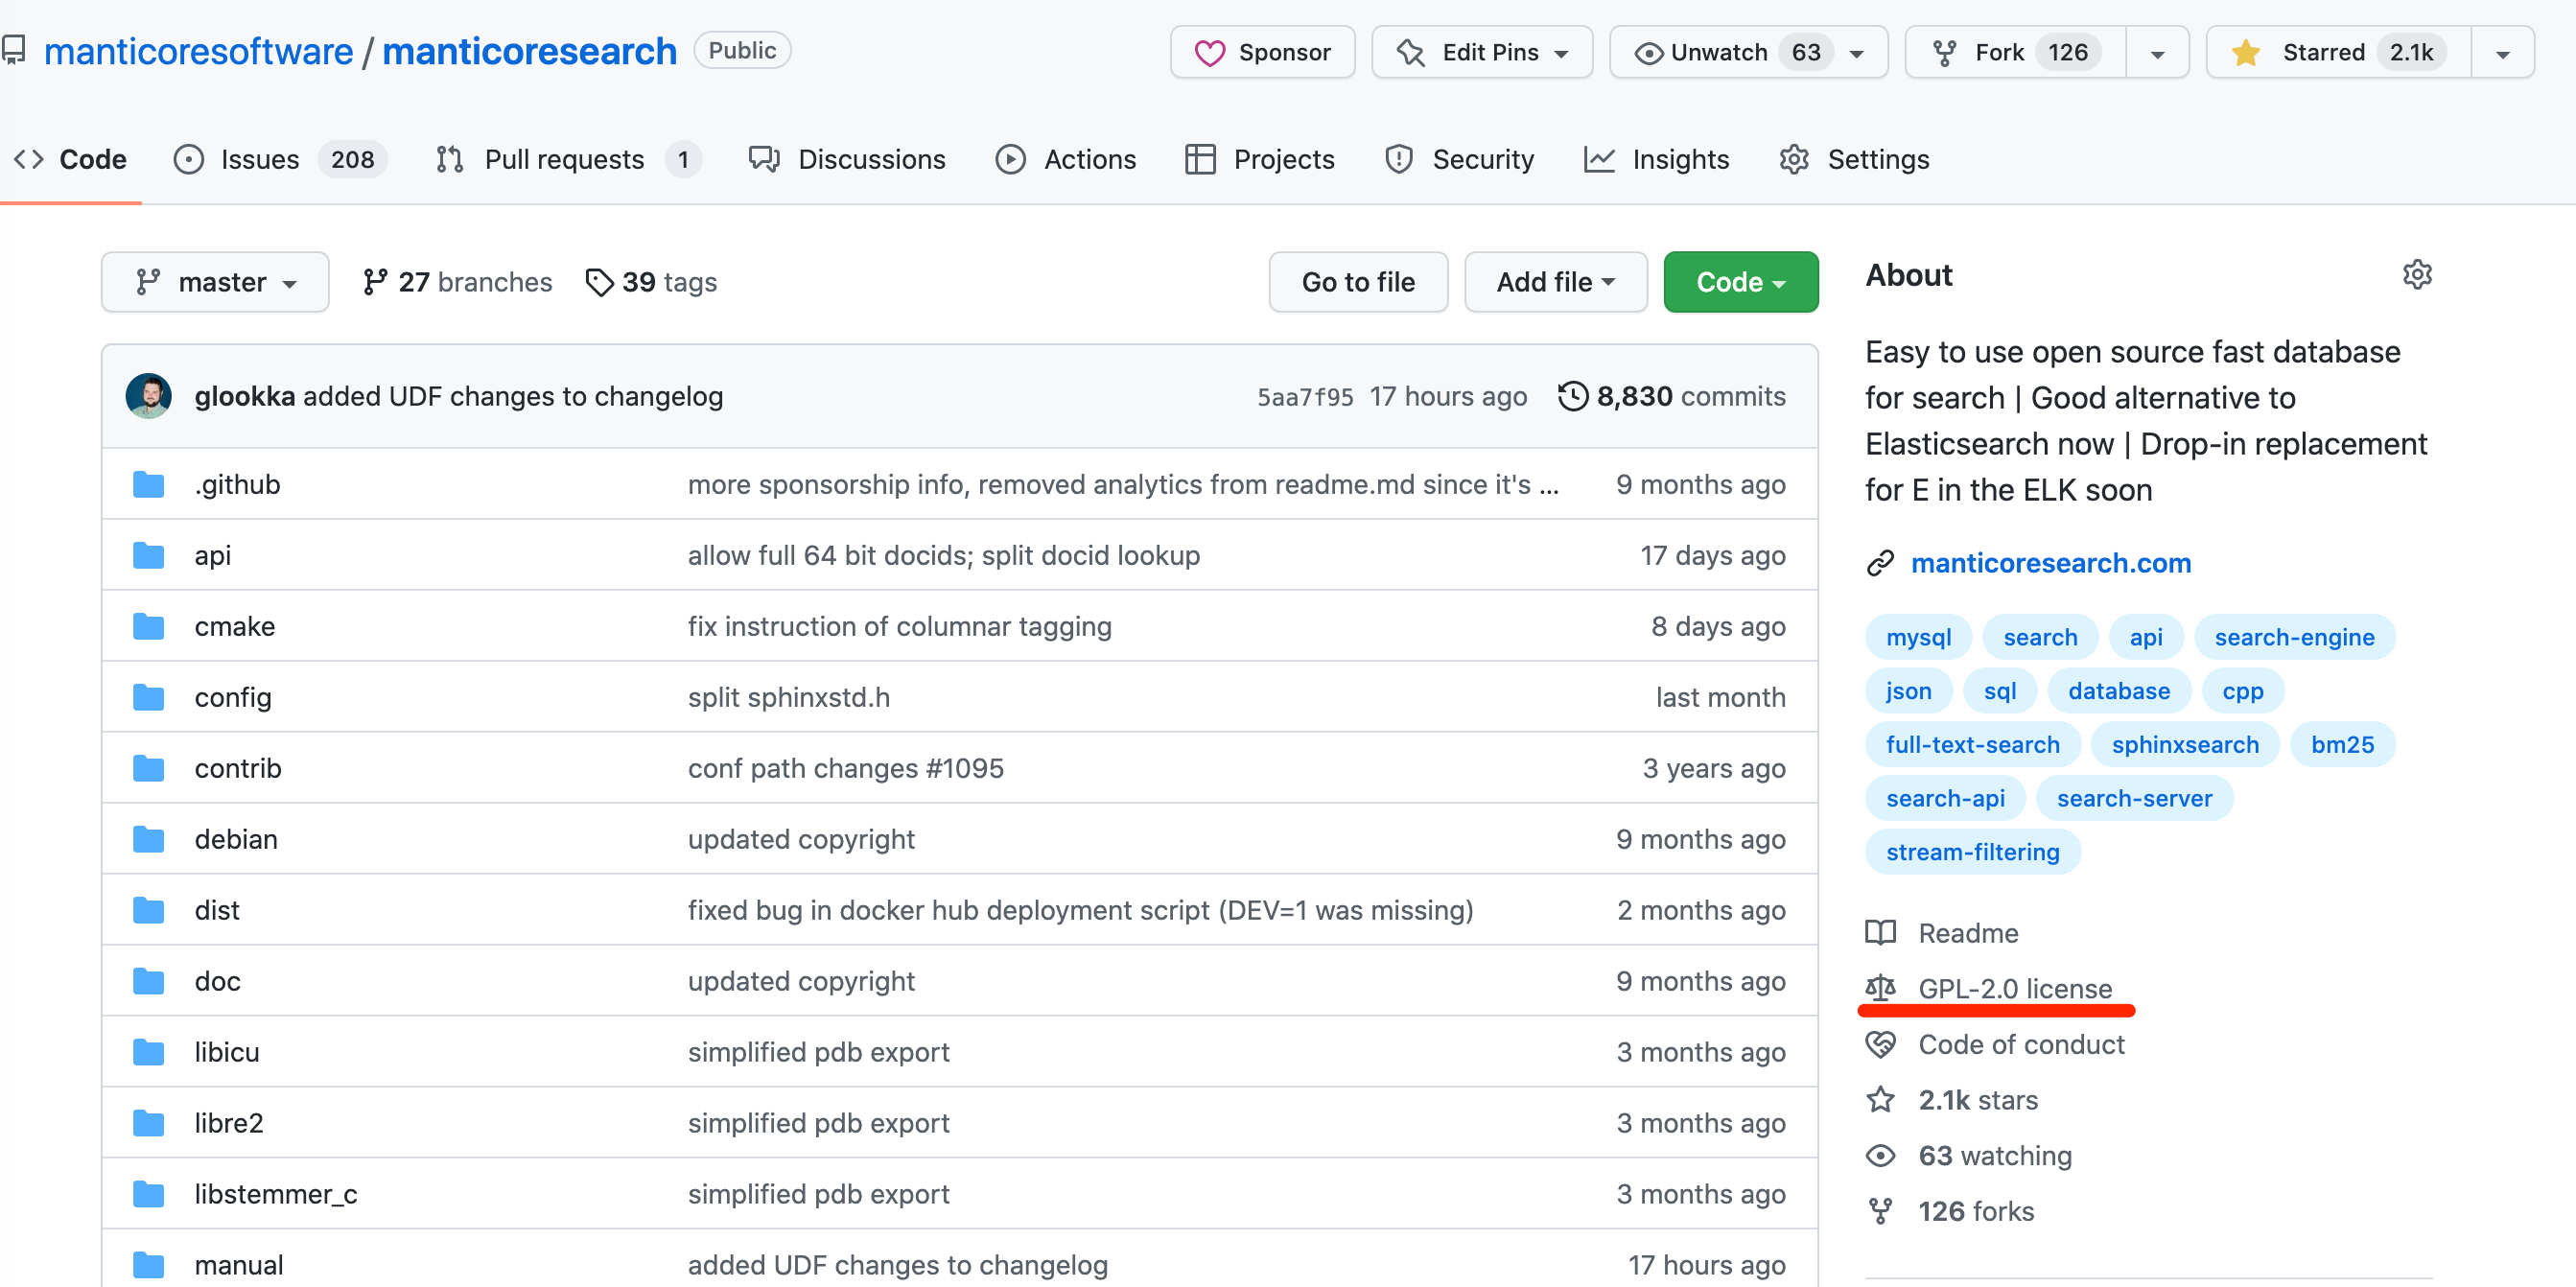 manticoresoftware / manticoresearch Public
Sponsor Edit Pins Unwatch 63 Fork 126 Starred 2.1k
Code Issues 208 Pull requests 1 Discussions Actions Projects Security Insights Settings
master 27 branches 39 tags Go to file Add file Code
glookka added UDF changes to changelog 5aa7f95 17 hours ago 8,830 commits
.github more sponsorship info, removed analytics from readme.md since it's ... 9 months ago
api allow full 64 bit docids; split docid lookup 17 days ago
cmake fix instruction of columnar tagging 8 days ago
config split sphinxstd.h last month
contrib conf path changes #1095 3 years ago
debian updated copyright 9 months ago
dist fixed bug in docker hub deployment script (DEV=1 was missing) 2 months ago
doc updated copyright 9 months ago
libicu simplified pdb export 3 months ago
libre2 simplified pdb export 3 months ago
libstemmer_c simplified pdb export 3 months ago
manual added UDF changes to changelog 17 hours ago
About
Easy to use open source fast database
for search | Good alternative to
Elasticsearch now | Drop-in replacement
for E in the ELK soon
manticoresearch.com
mysql search api search-engine
json sql database cpp
full-text-search sphinxsearch bm25
search-api search-server
stream-filtering
Readme
GPL-2.0 license
Code of conduct
2.1k stars
63 watching
126 forks